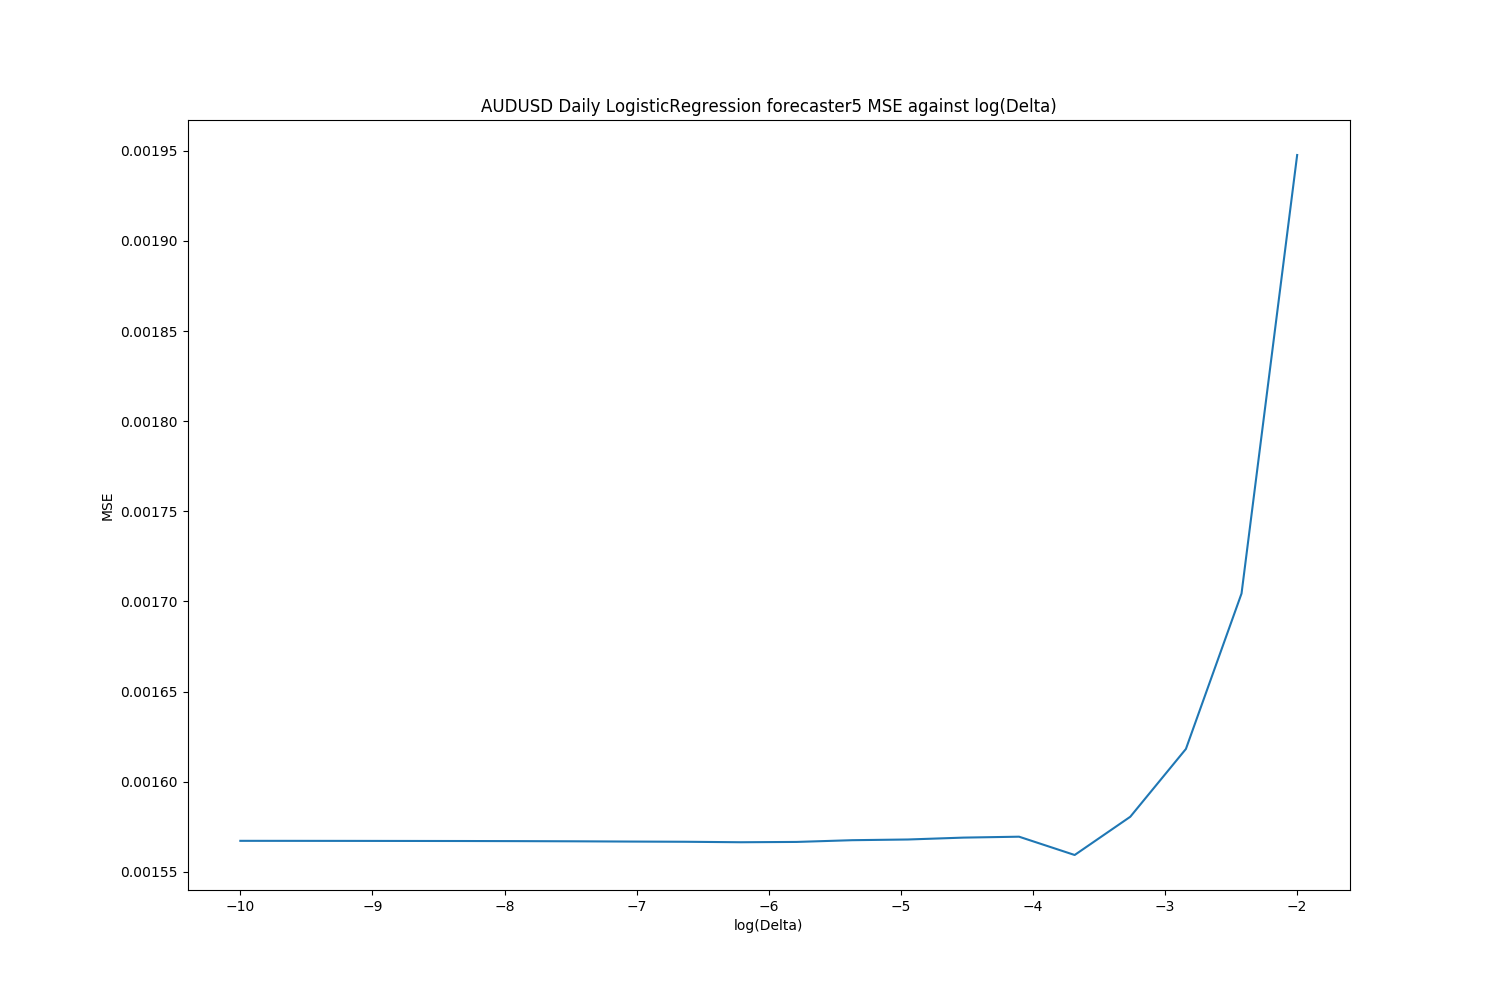 AUDUSD Daily LogisticRegression forecaster5 MSE against log(Delta)
0.00195
0.00190
0.00185
0.00180
0.00175
0.00170
0.00165
0.00160
0.00155
MSE
−10 −9 −8 −7 −6 −5 −4 −3 −2
log(Delta)